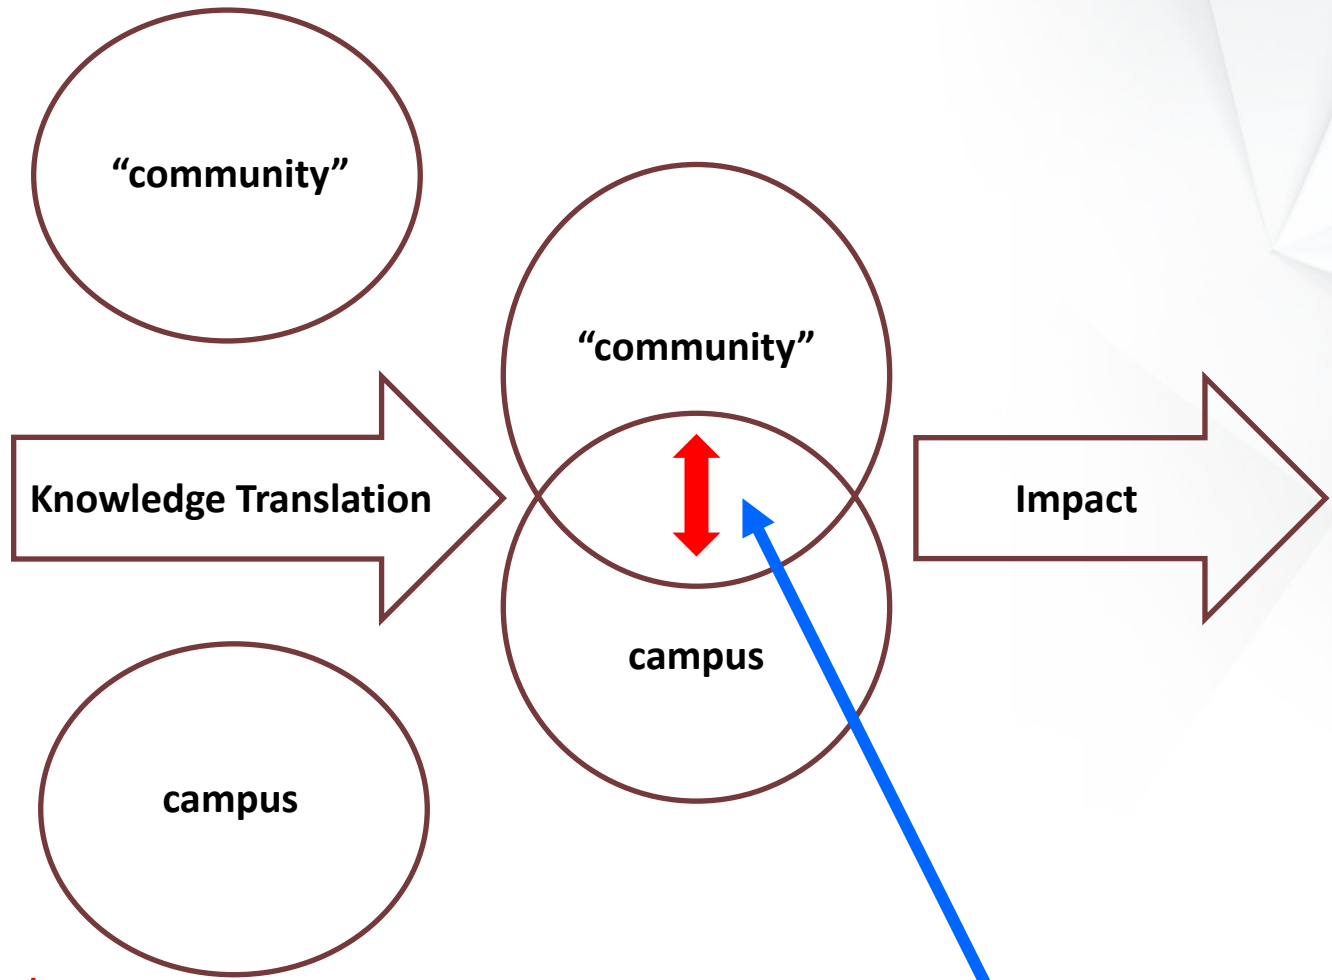 “community”
“community”
Knowledge Translation
Impact
campus
campus